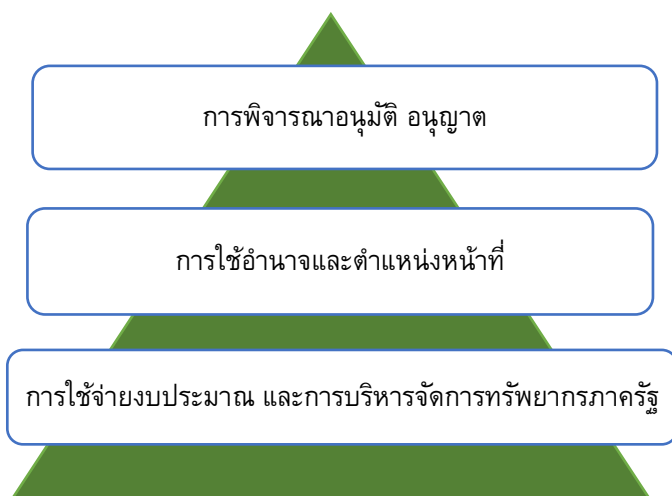 การพิจารณาอนุมัติ อนุญาต
การใช้อำนาจและตำแหน่งหน้าที่
การใช้จ่ายงบประมาณ และการบริหารจัดการทรัพยากรภาครัฐ